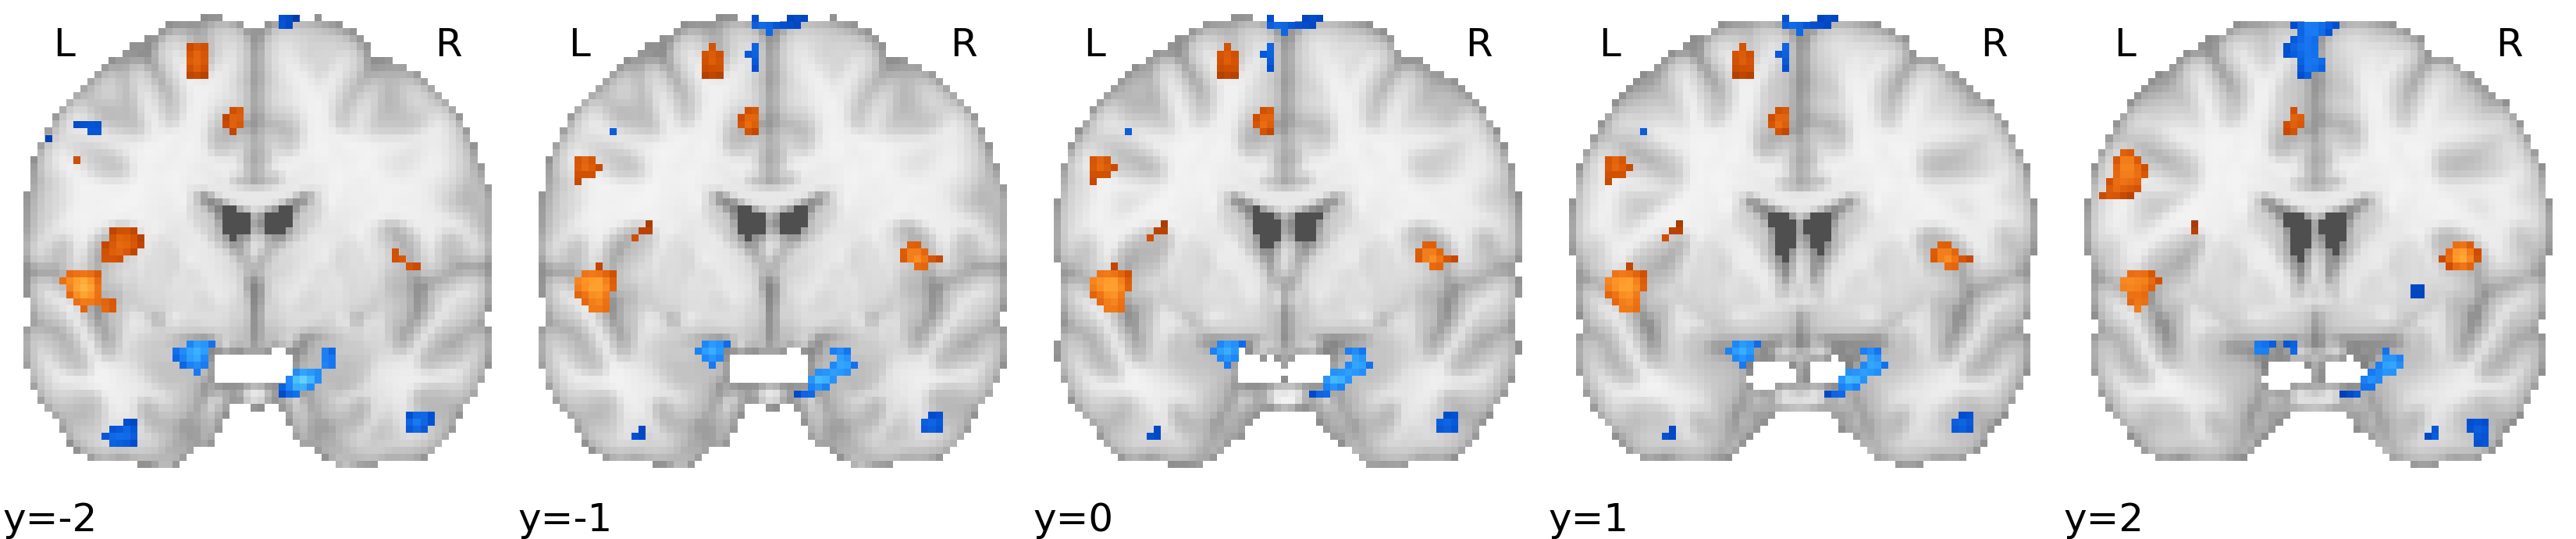 L R L R L R L R L R
y=-2 y=-1 y=0 y=1 y=2